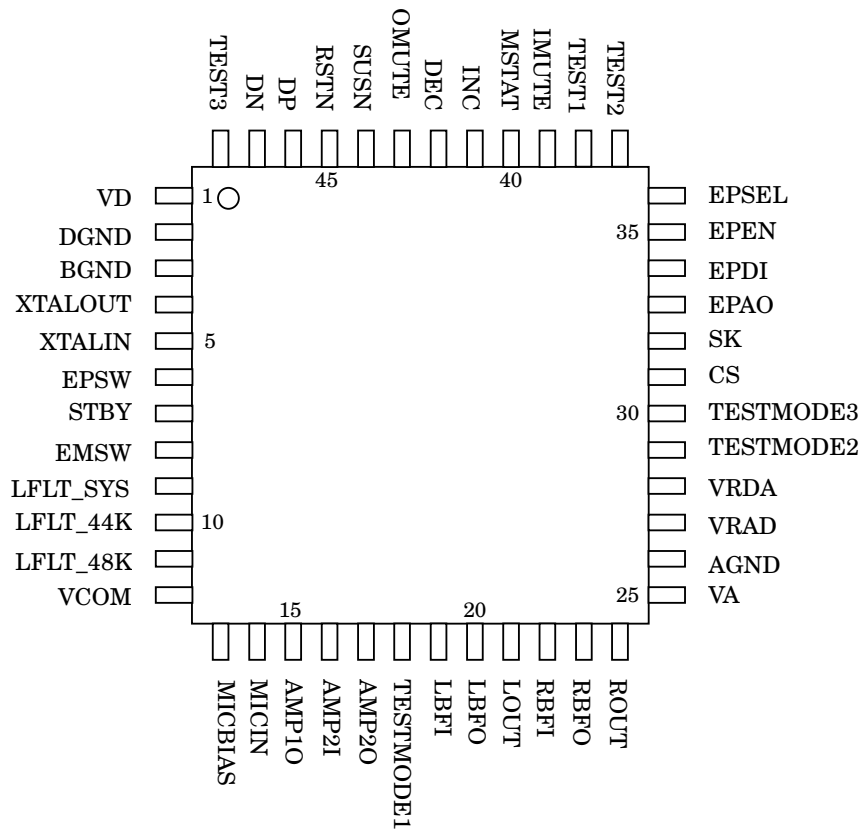 TEST3
DN
DP
RSTN
SUSN
OMUTE
DEC
INC
MSTAT
IMUTE
TEST1
TEST2
45
40
VD
1
EPSEL
DGND
35
EPEN
BGND
EPDI
XTALOUT
EPAO
XTALIN
5
SK
EPSW
CS
STBY
30
TESTMODE3
EMSW
TESTMODE2
LFLT_SYS
VRDA
LFLT_44K
10
VRAD
LFLT_48K
AGND
VCOM
15
20
25
VA
MICBIAS
MICIN
AMP1O
AMP2I
AMP2O
TESTMODE1
LBFI
LBFO
LOUT
RBFI
RBFO
ROUT